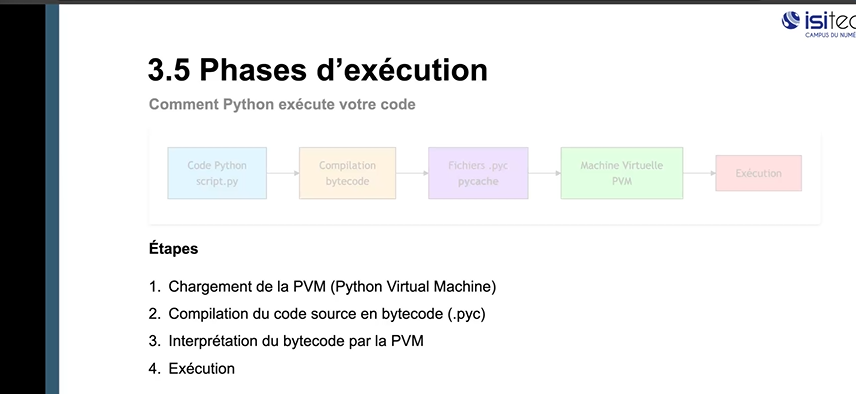 isitec
CAMPUS DU NUMÉ
3.5 Phases d’exécution
Comment Python exécute votre code
Code Python
script.py
Compilation
bytecode
Fichiers .pyc
pycache
Machine Virtuelle
PVM
Exécution
Étapes
1. Chargement de la PVM (Python Virtual Machine)
2. Compilation du code source en bytecode (.pyc)
3. Interprétation du bytecode par la PVM
4. Exécution